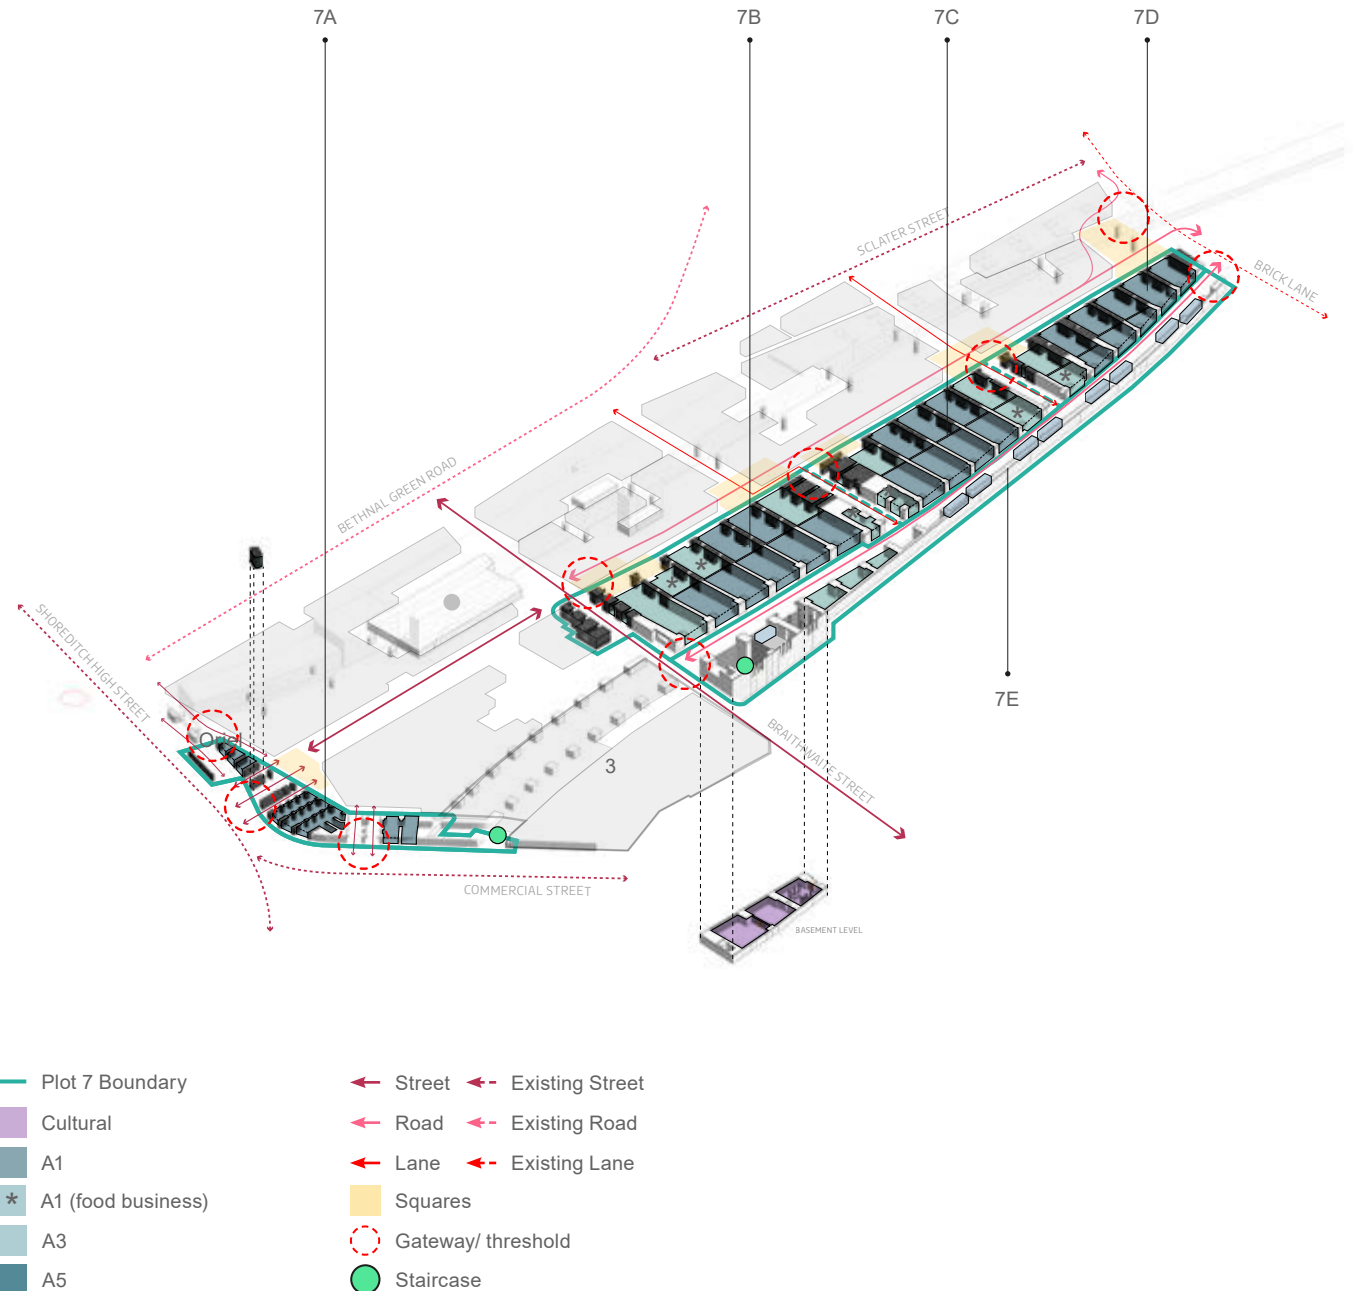 7A
7B
7C
7D
SCLATER STREET
BRICK LANE
BETHNAL GREEN ROAD
SHOREDITCH HIGH STREET
Oriel
7E
3
BRAITHWAITE STREET
COMMERCIAL STREET
BASEMENT LEVEL
Plot 7 Boundary
Cultural
A1
* A1 (food business)
A3
A5
Street
Existing Street
Road
Existing Road
Lane
Existing Lane
Squares
Gateway/ threshold
Staircase